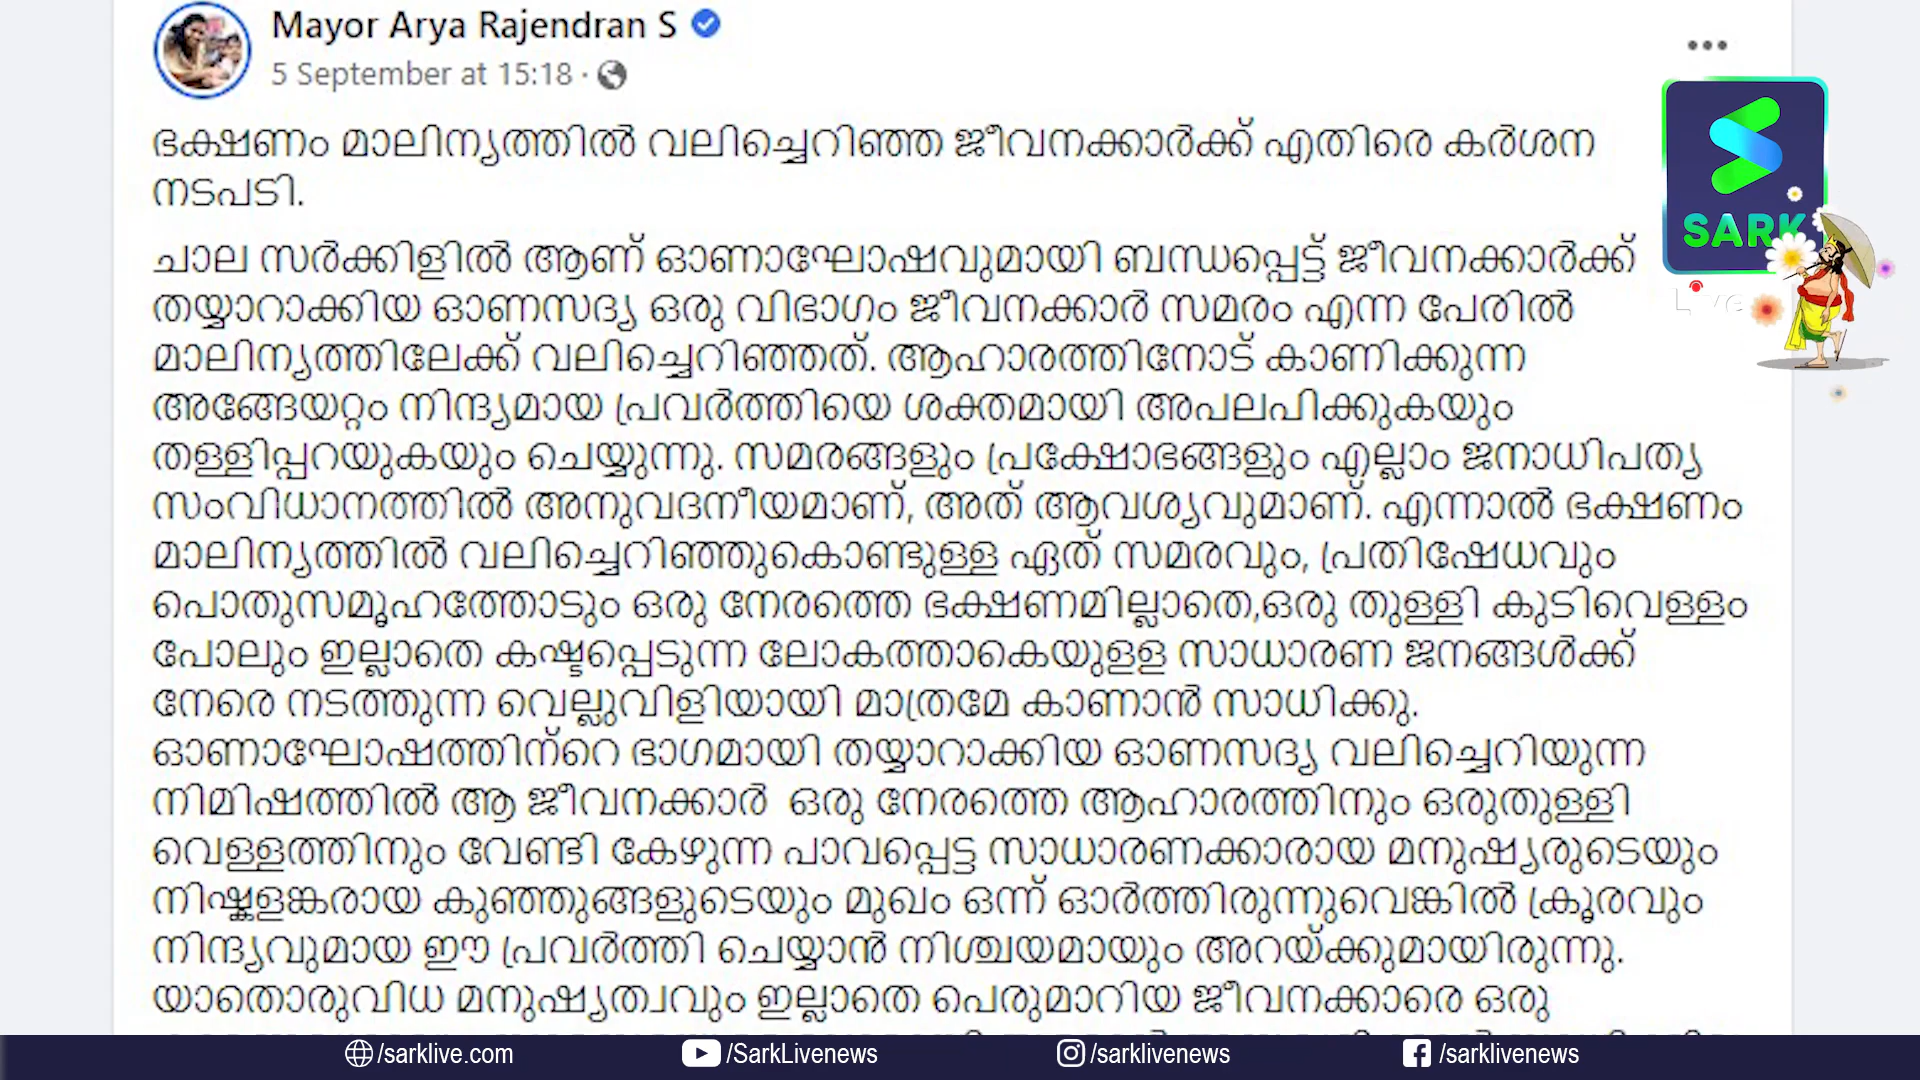 Mayor Arya Rajendran S
5 September at 15:18
ഭക്ഷണം മാലിന്യത്തിൽ വലിച്ചെറിഞ്ഞ ജീവനക്കാർക്ക് എതിരെ കർശന
നടപടി.
ചാല സർക്കിളിൽ ആണ് ഓണാഘോഷവുമായി ബന്ധപ്പെട്ട് ജീവനക്കാർക്ക്
തയ്യാറാക്കിയ ഓണസദ്യ ഒരു വിഭാഗം ജീവനക്കാർ സമരം എന്ന പേരിൽ
മാലിന്യത്തിലേക്ക് വലിച്ചെറിഞ്ഞത്. ആഹാരത്തിനോട് കാണിക്കുന്ന
അങ്ങേയറ്റം നിന്ദ്യമായ പ്രവർത്തിയെ ശക്തമായി അപലപിക്കുകയും
തള്ളിപ്പറയുകയും ചെയ്യുന്നു. സമരങ്ങളും പ്രക്ഷോഭങ്ങളും എല്ലാം ജനാധിപത്യ
സംവിധാനത്തിൽ അനുവദനീയമാണ്, അത് ആവശ്യവുമാണ്. എന്നാൽ ഭക്ഷണം
മാലിന്യത്തിൽ വലിച്ചെറിഞ്ഞുകൊണ്ടുള്ള ഏത് സമരവും, പ്രതിഷേധവും
പൊതുസമൂഹത്തോടും ഒരു നേരത്തെ ഭക്ഷണമില്ലാതെ,ഒരു തുള്ളി കുടിവെള്ളം
പോലും ഇല്ലാതെ കഷ്ടപ്പെടുന്ന ലോകത്താകെയുളള സാധാരണ ജനങ്ങൾക്ക്
നേരെ നടത്തുന്ന വെല്ലുവിളിയായി മാത്രമേ കാണാൻ സാധിക്കു.
ഓണാഘോഷത്തിന്റെ ഭാഗമായി തയ്യാറാക്കിയ ഓണസദ്യ വലിച്ചെറിയുന്ന
നിമിഷത്തിൽ ആ ജീവനക്കാർ ഒരു നേരത്തെ ആഹാരത്തിനും ഒരുതുള്ളി
വെള്ളത്തിനും വേണ്ടി കേഴുന്ന പാവപ്പെട്ട സാധാരണക്കാരായ മനുഷ്യരുടെയും
നിഷ്കളങ്കരായ കുഞ്ഞുങ്ങളുടെയും മുഖം ഒന്ന് ഓർത്തിരുന്നുവെങ്കിൽ ക്രൂരവും
നിന്ദ്യവുമായ ഈ പ്രവർത്തി ചെയ്യാൻ നിശ്ചയമായും അറയ്ക്കുമായിരുന്നു.
യാതൊരുവിധ മനുഷ്യത്വവും ഇല്ലാതെ പെരുമാറിയ ജീവനക്കാരെ ഒരു
SARK
Live
/sarklive.com
/SarkLivenews
/sarklivenews
/sarklivenews